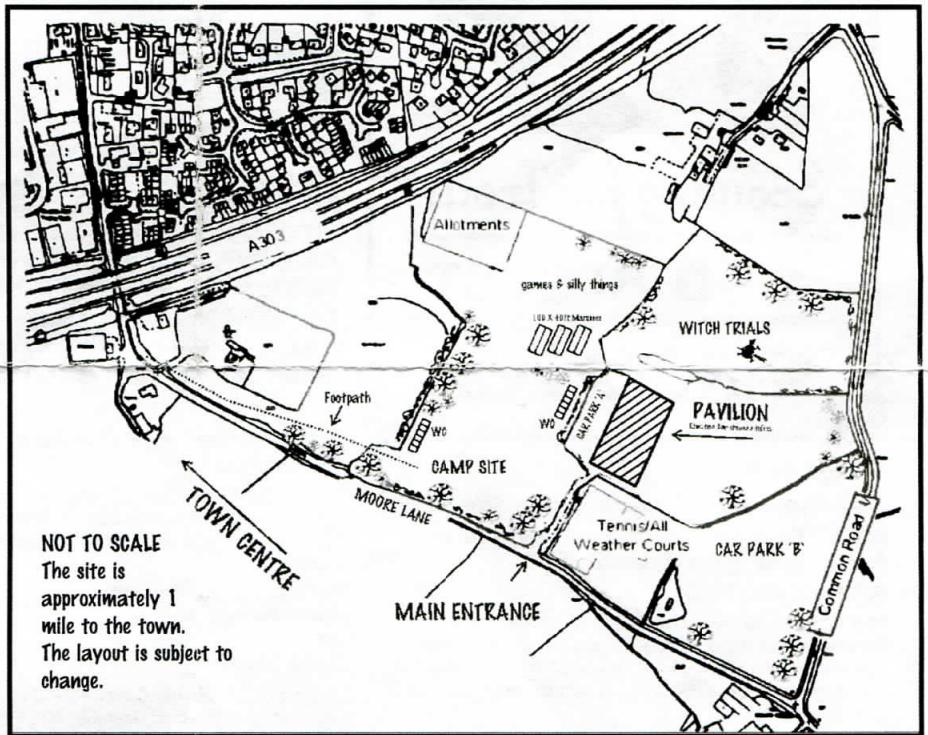 A303
Allotments
games & silly things
WITCH TRIALS
Footpath
WC
WC
CAR PARK 'A'
PAVILION
CAMP SITE
MOORE LANE
TOWN CENTRE
Tennis/All
Weather Courts
CAR PARK 'B'
Common Road
MAIN ENTRANCE
NOT TO SCALE
The site is
approximately 1
mile to the town.
The layout is subject to
change.